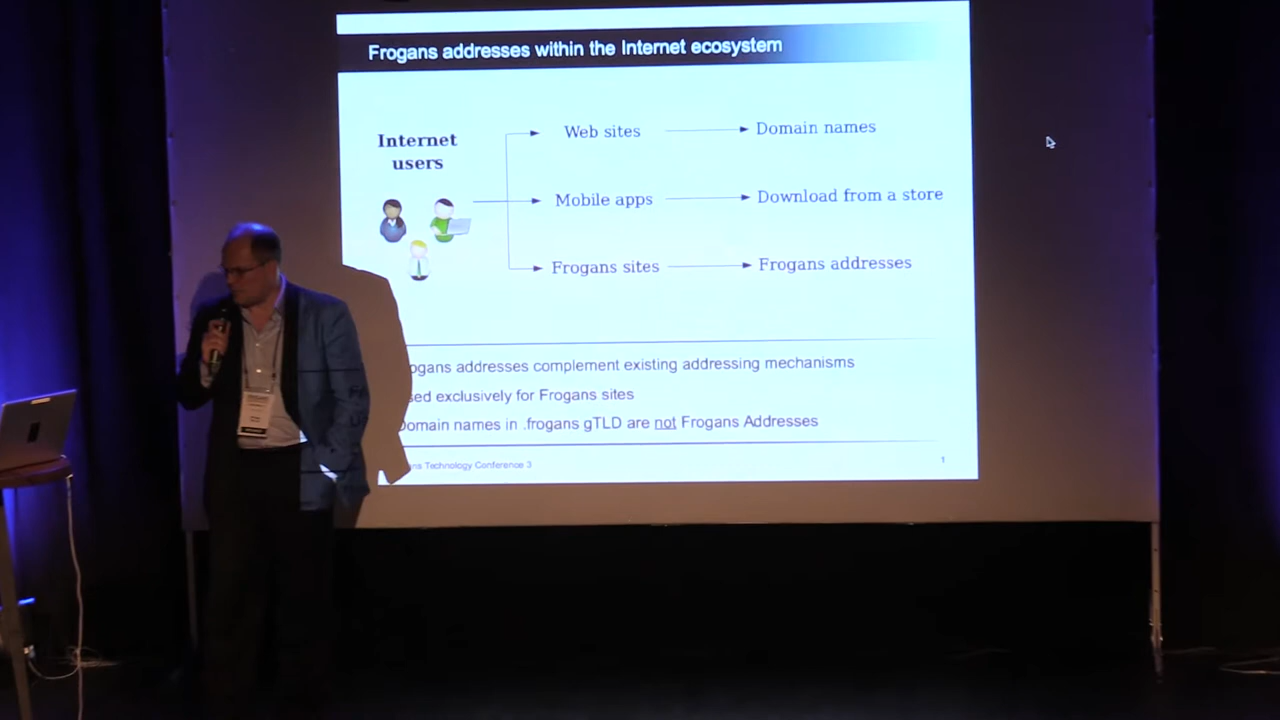 Frogans addresses within the Internet ecosystem
Internet
users
Web sites
Domain names
Mobile apps
Download from a store
Frogans sites
Frogans addresses
ogans addresses complement existing addressing mechanisms
sed exclusively for Frogans sites
Domain names in .frogans gTLD are not Frogans Addresses
ns Technology Conference 3
1